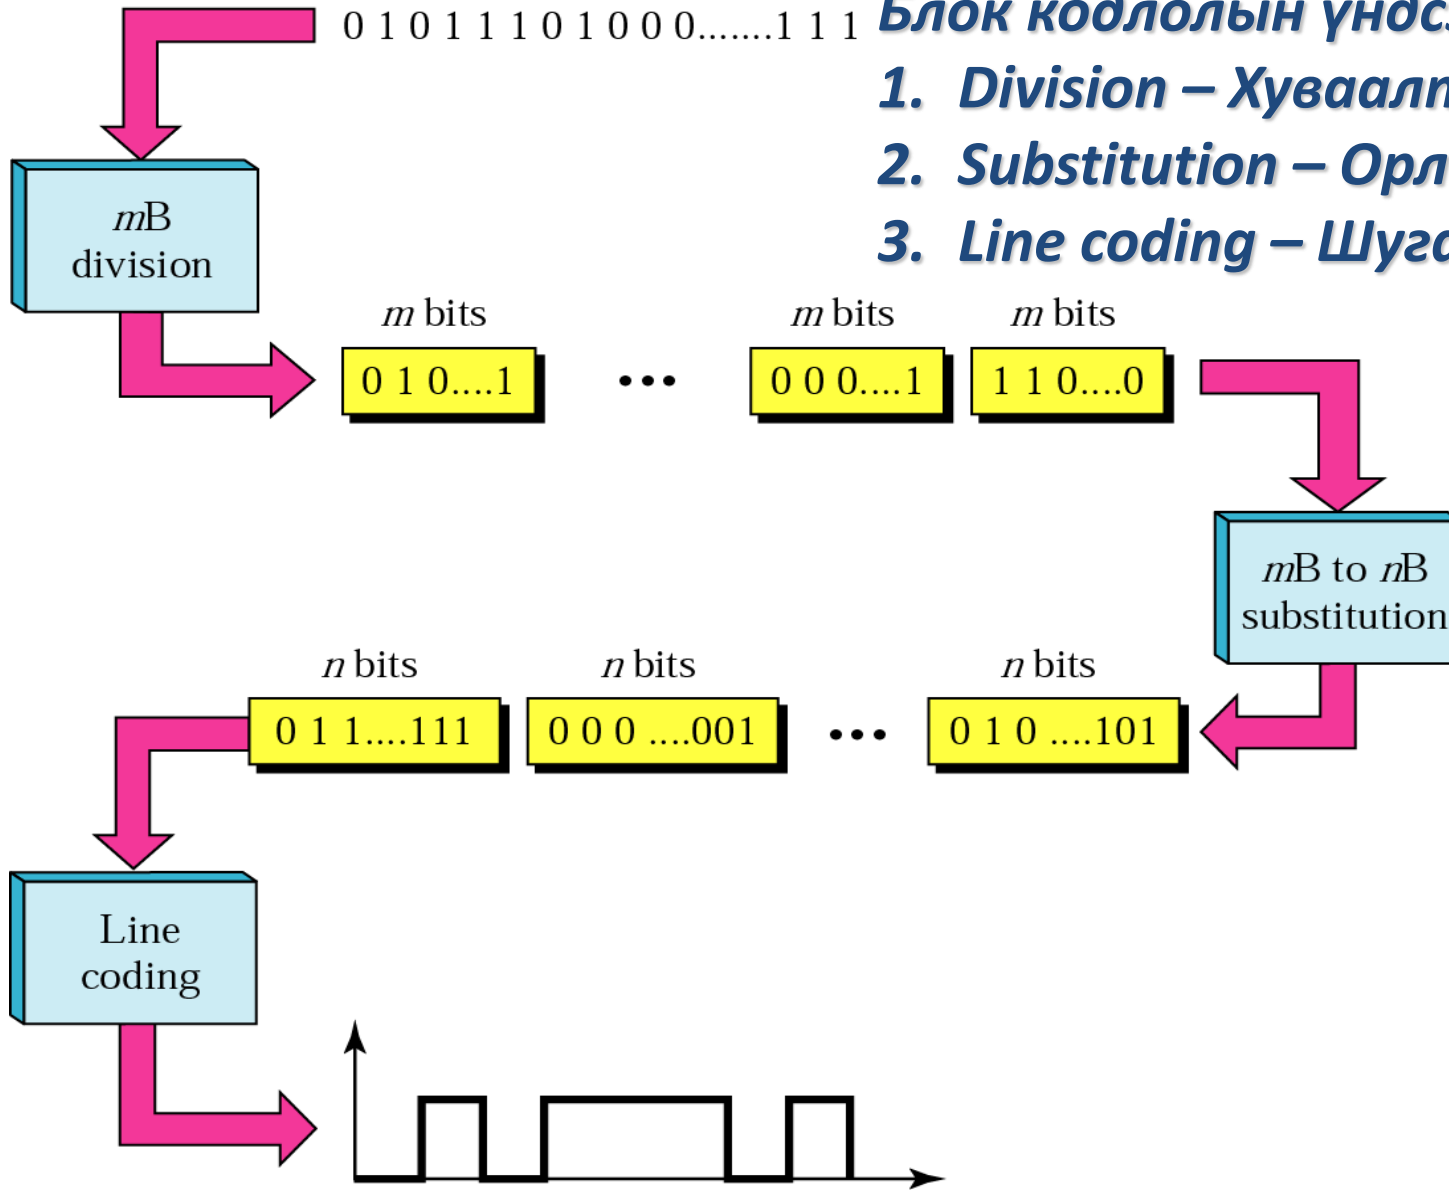 0 1 0 1 1 1 0 1 0 0 0.......1 1 1
Блок кодлолын
1. Division –
2. Substitution –
3. Line coding –
mB
division
m bits m bits m bits
0 1 0....1 ... 0 0 0....1 1 1 0....0
mB to nB
substitution
n bits n bits n bits
0 1 1....111 0 0 0 ....001 ... 0 1 0 ....101
Line
coding